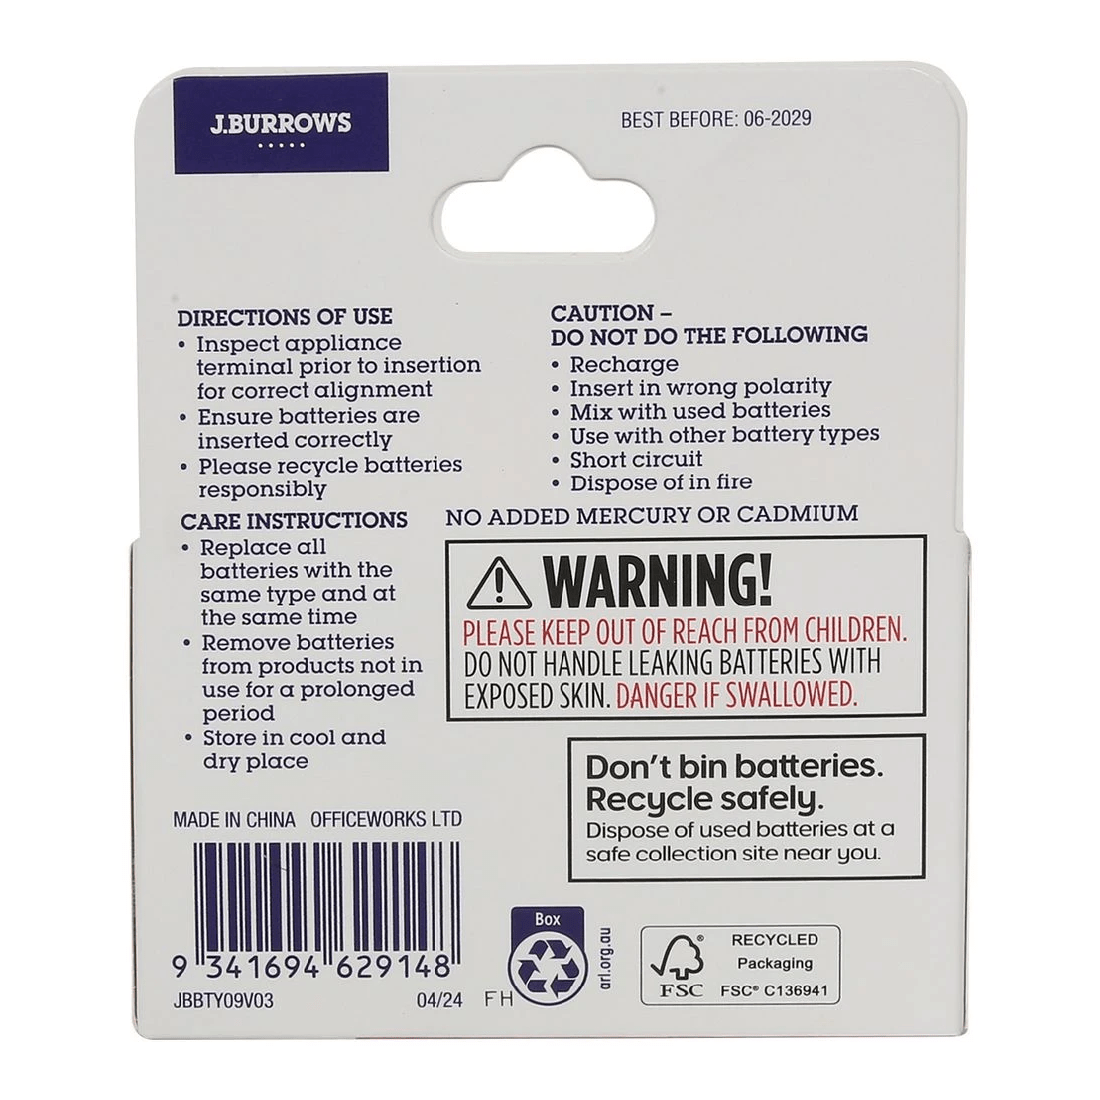 J.BURROWS
BEST BEFORE: 06-2029
DIRECTIONS OF USE
• Inspect appliance
terminal prior to insertion
for correct alignment
• Ensure batteries are
inserted correctly
• Please recycle batteries
responsibly
CARE INSTRUCTIONS
• Replace all
batteries with the
same type and at
the same time
• Remove batteries
from products not in
use for a prolonged
period
• Store in cool and
dry place
CAUTION –
DO NOT DO THE FOLLOWING
• Recharge
• Insert in wrong polarity
• Mix with used batteries
• Use with other battery types
• Short circuit
• Dispose of in fire
NO ADDED MERCURY OR CADMIUM
WARNING!
PLEASE KEEP OUT OF REACH FROM CHILDREN.
DO NOT HANDLE LEAKING BATTERIES WITH
EXPOSED SKIN. DANGER IF SWALLOWED.
Don't bin batteries.
Recycle safely.
Dispose of used batteries at a
safe collection site near you.
MADE IN CHINA OFFICEWORKS LTD
9 341694 629148
JBBTY09V03 04/24
FH
Box
arl.org.au
FSC
RECYCLED
Packaging
FSC® C136941